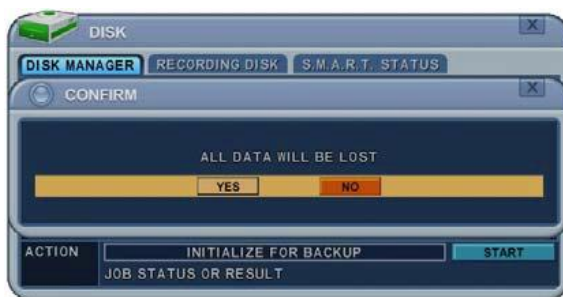 DISK X
DISK MANAGER RECORDING DISK S.M.A.R.T. STATUS
CONFIRM X
ALL DATA WILL BE LOST
YES NO
ACTION INITIALIZE FOR BACKUP START
JOB STATUS OR RESULT